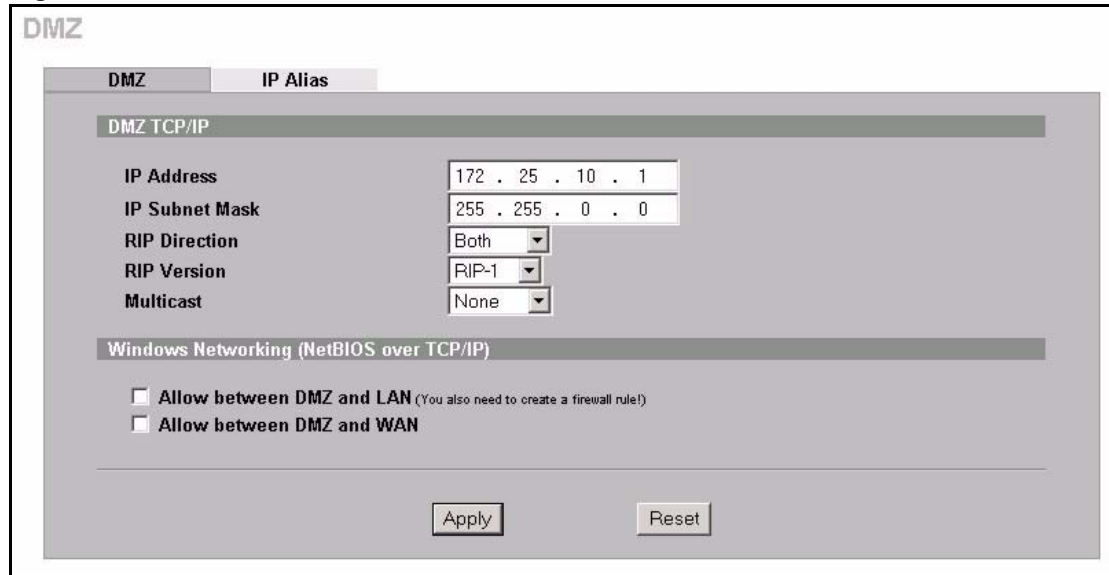 DMZ
DMZ IP Alias
DMZ TCP/IP
IP Address 172 . 25 . 10 . 1
IP Subnet Mask 255 . 255 . 0 . 0
RIP Direction Both
RIP Version RIP-1
Multicast None
Windows Networking (NetBIOS over TCP/IP)
Allow between DMZ and LAN (You also need to create a firewall rule!)
Allow between DMZ and WAN
Apply Reset